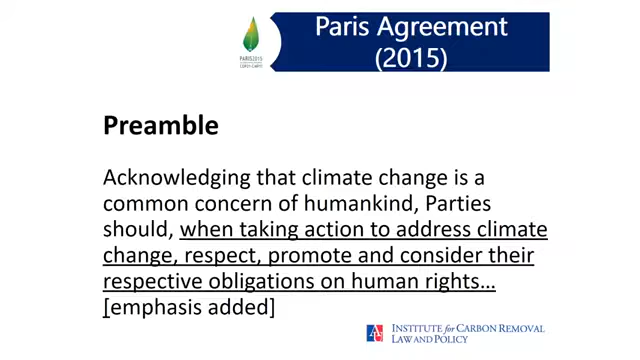 Paris Agreement
(2015)
Preamble
Acknowledging that climate change is a
common concern of humankind, Parties
should, when taking action to address climate
change, respect, promote and consider their
respective obligations on human rights…
[emphasis added]
INSTITUTE for CARBON REMOVAL
LAW AND POLICY